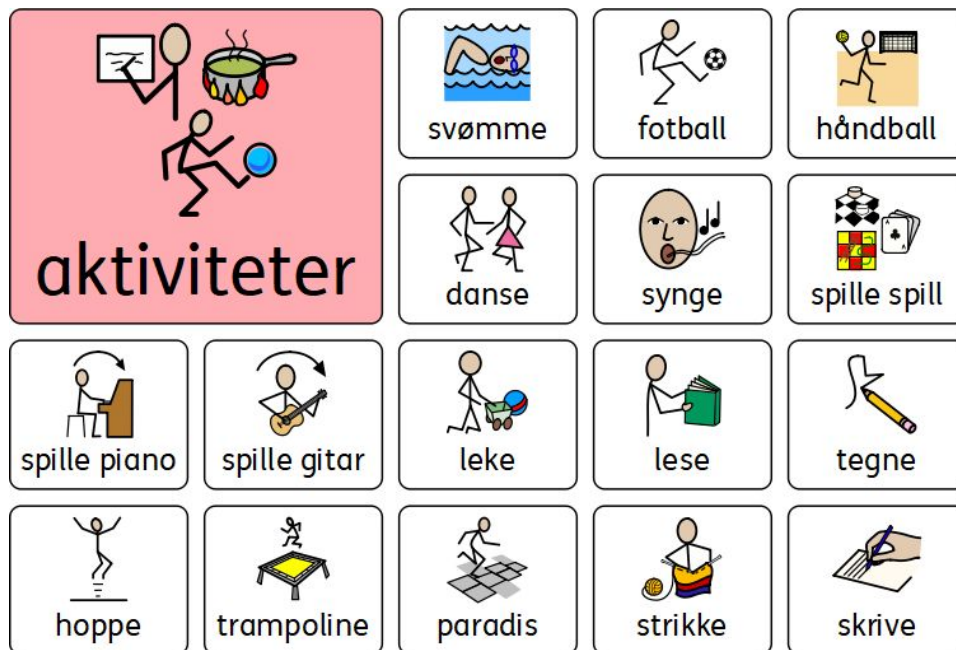 aktiviteter
svømme
fotball
håndball
danse
synge
spille spill
spille piano
spille gitar
leke
lese
tegne
hoppe
trampoline
paradis
strikke
skrive